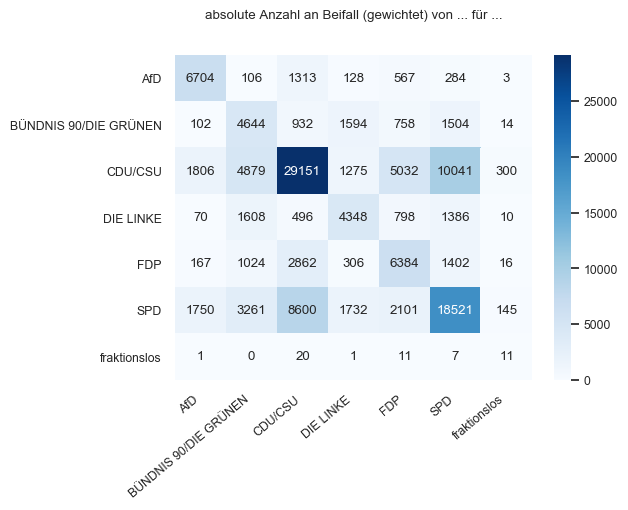 absolute Anzahl an Beifall (gewichtet) von ... für ...
AfD 6704 106 1313 128 567 284 3
BÜNDNIS 90/DIE GRÜNEN 102 4644 932 1594 758 1504 14
CDU/CSU 1806 4879 29151 1275 5032 10041 300
DIE LINKE 70 1608 496 4348 798 1386 10
FDP 167 1024 2862 306 6384 1402 16
SPD 1750 3261 8600 1732 2101 18521 145
fraktionslos 1 0 20 1 11 7 11
AfD
BÜNDNIS 90/DIE GRÜNEN
CDU/CSU
DIE LINKE
FDP
SPD
fraktionslos
25000
20000
15000
10000
5000
0